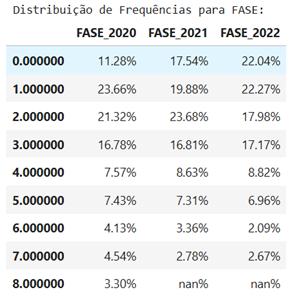 Distribuição de Frequências para FASE:
FASE_2020 FASE_2021 FASE_2022
0.000000 11.28% 17.54% 22.04%
1.000000 23.66% 19.88% 22.27%
2.000000 21.32% 23.68% 17.98%
3.000000 16.78% 16.81% 17.17%
4.000000 7.57% 8.63% 8.82%
5.000000 7.43% 7.31% 6.96%
6.000000 4.13% 3.36% 2.09%
7.000000 4.54% 2.78% 2.67%
8.000000 3.30% nan% nan%